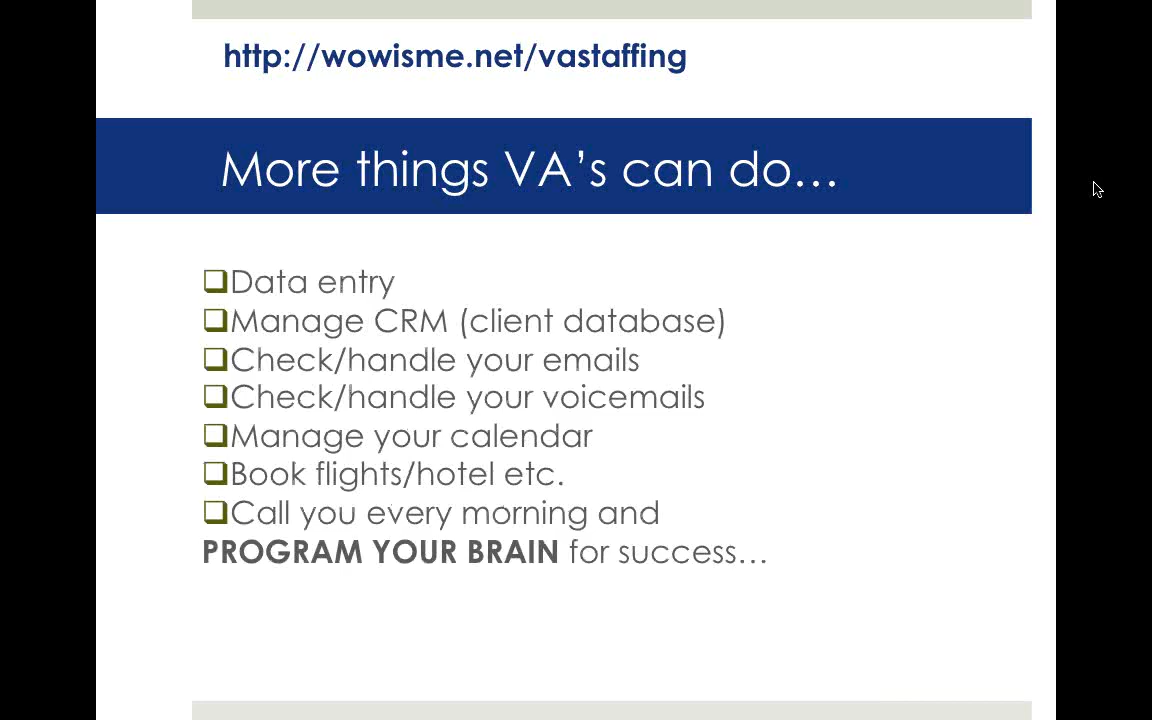 http://wowisme.net/vastaffing
More things VA’s can do…
❑Data entry
❑Manage CRM (client database)
❑Check/handle your emails
❑Check/handle your voicemails
❑Manage your calendar
❑Book flights/hotel etc.
❑Call you every morning and
PROGRAM YOUR BRAIN for success…